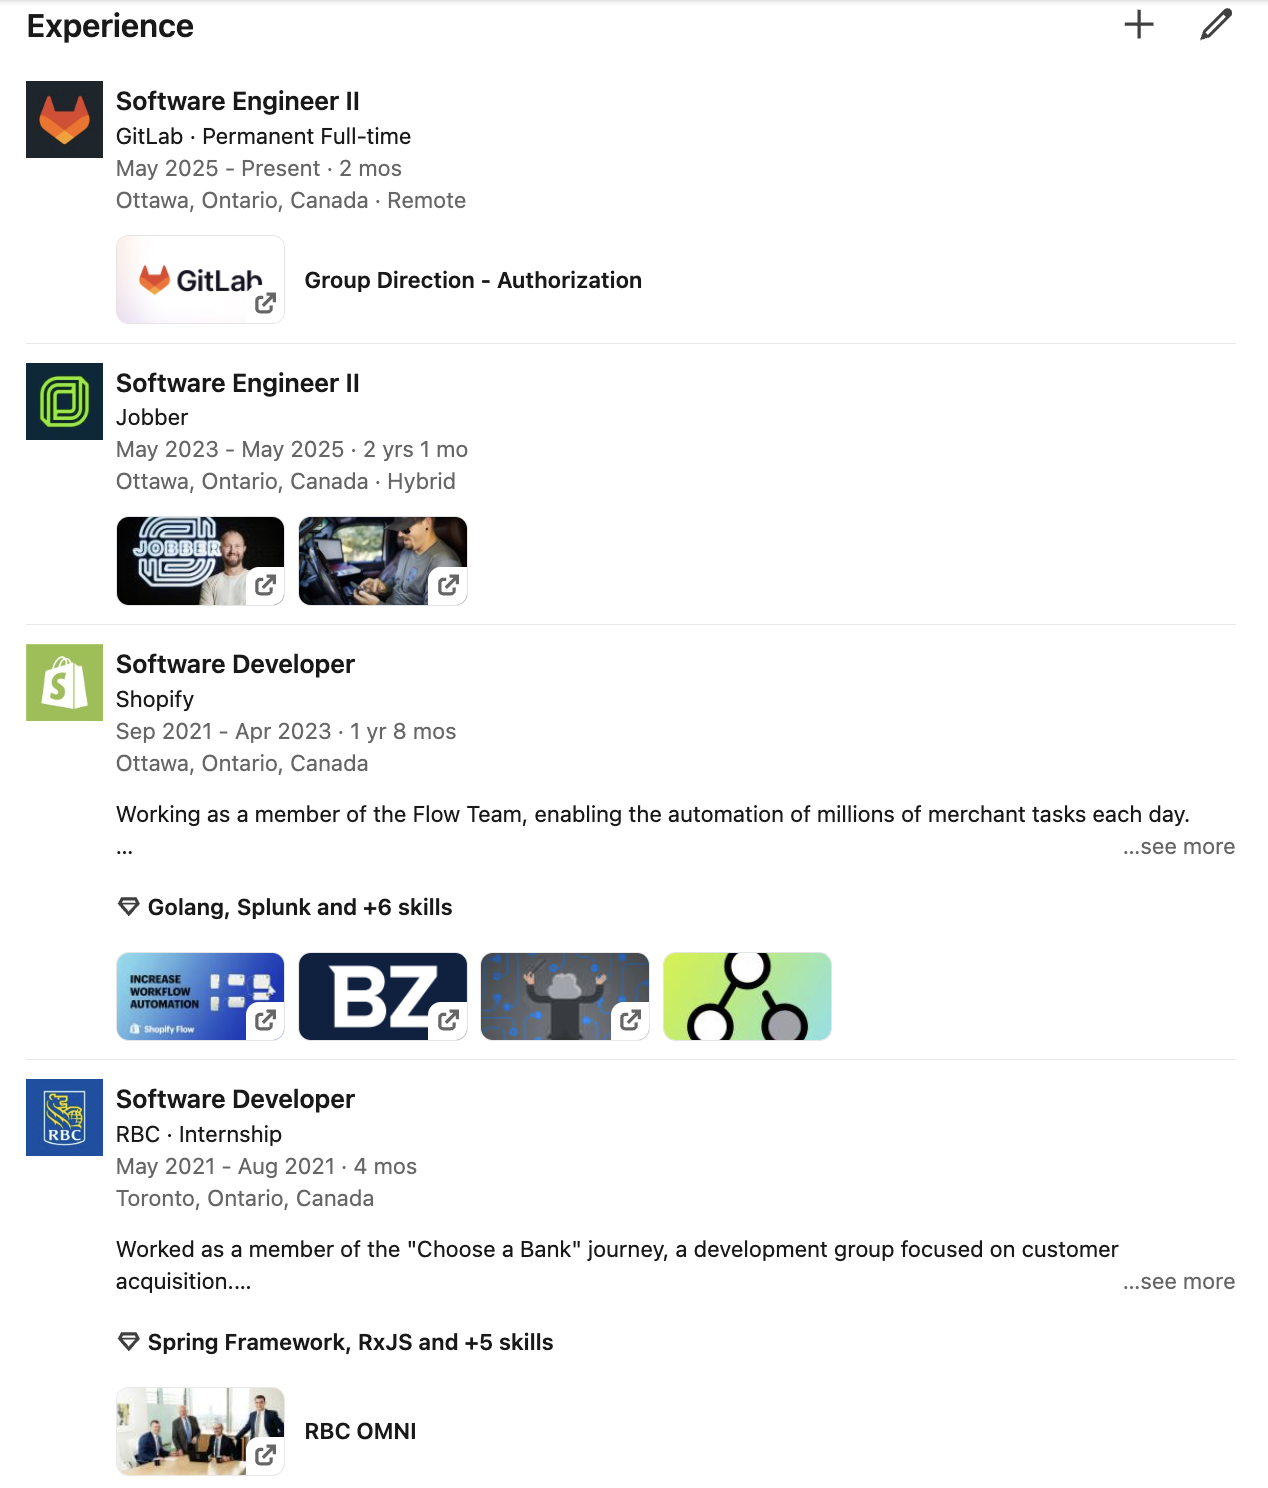 Experience
Software Engineer II
GitLab · Permanent Full-time
May 2025 - Present · 2 mos
Ottawa, Ontario, Canada · Remote
GitLab
Group Direction - Authorization
Software Engineer II
Jobber
May 2023 - May 2025 · 2 yrs 1 mo
Ottawa, Ontario, Canada · Hybrid
JOBBER
Software Developer
Shopify
Sep 2021 - Apr 2023 · 1 yr 8 mos
Ottawa, Ontario, Canada
Working as a member of the Flow Team, enabling the automation of millions of merchant tasks each day.
...
...see more
Golang, Splunk and +6 skills
INCREASE
WORKFLOW
AUTOMATION
Shopify Flow
BZ
Software Developer
RBC
RBC · Internship
May 2021 - Aug 2021 · 4 mos
Toronto, Ontario, Canada
Worked as a member of the "Choose a Bank" journey, a development group focused on customer
acquisition....
...see more
Spring Framework, RxJS and +5 skills
RBC OMNI